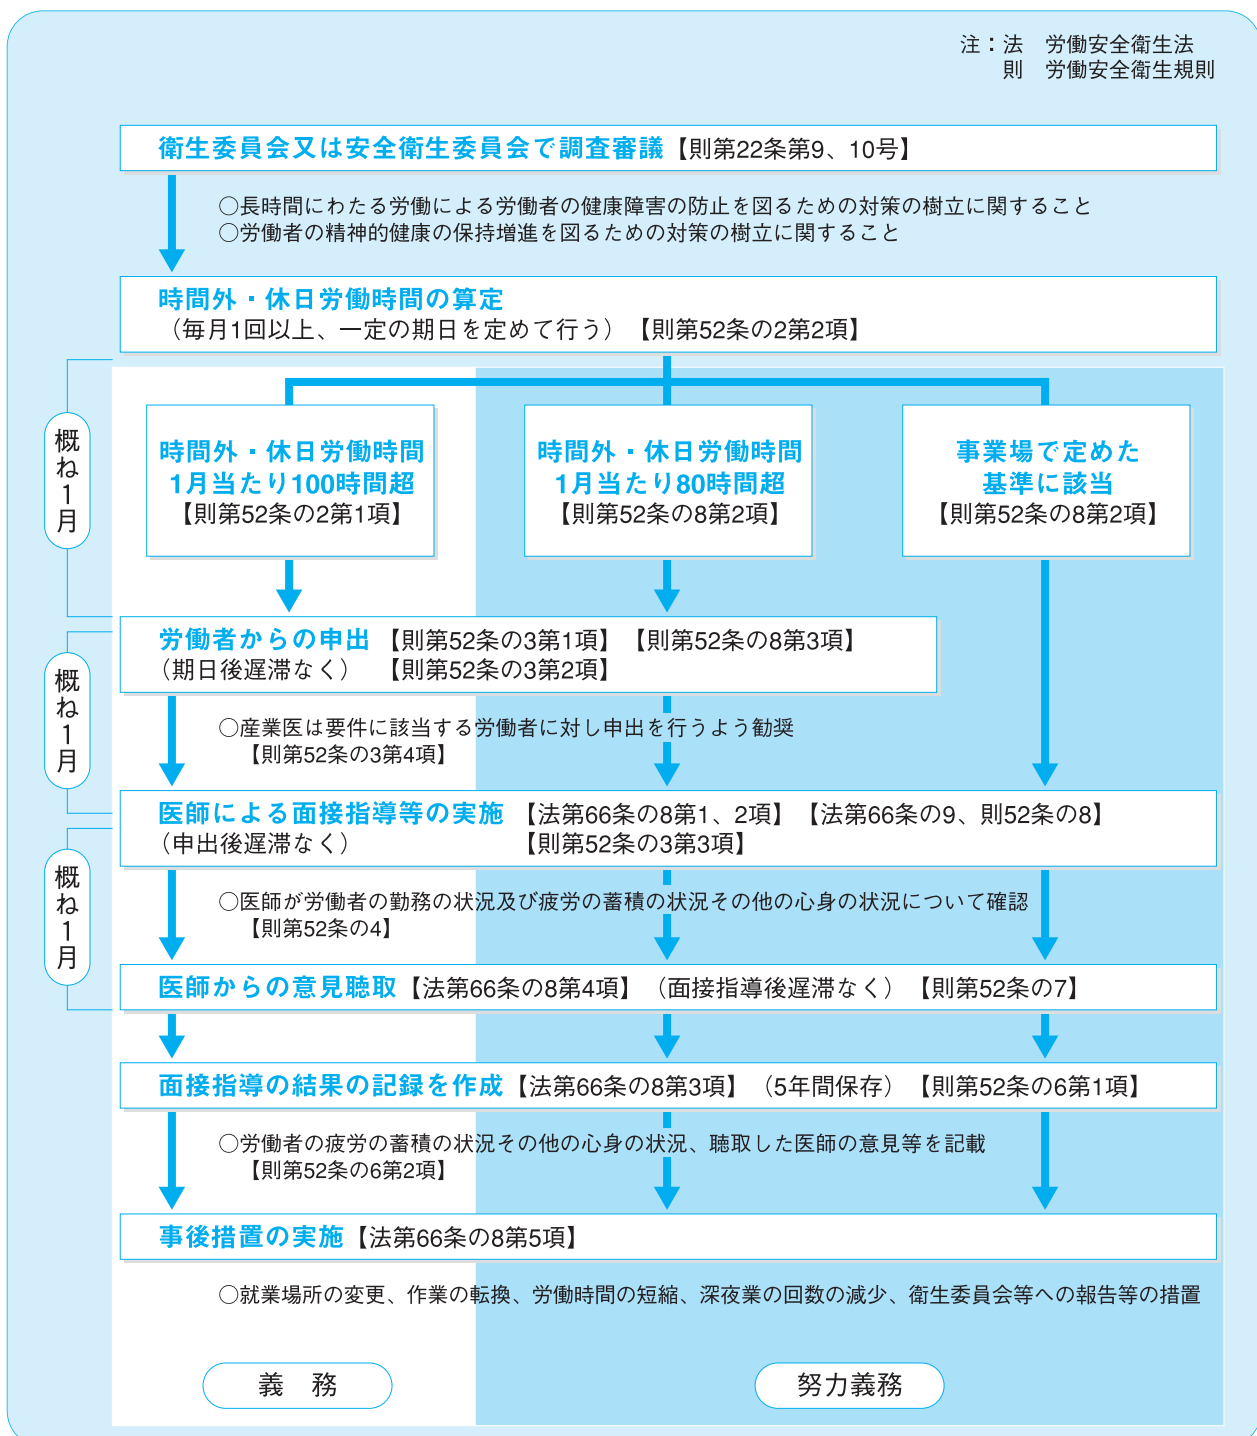 注：法　労働安全衛生法
則　労働安全衛生規則
衛生委員会又は安全衛生委員会で調査審議【則第22条第9、10号】
○長時間にわたる労働による労働者の健康障害の防止を図るための対策の樹立に関すること
○労働者の精神的健康の保持増進を図るための対策の樹立に関すること
時間外・休日労働時間の算定
（毎月1回以上、一定の期日を定めて行う）【則第52条の2第2項】
概ね1月
時間外・休日労働時間
1月当たり100時間超
【則第52条の2第1項】
時間外・休日労働時間
1月当たり80時間超
【則第52条の8第2項】
事業場で定めた
基準に該当
【則第52条の8第2項】
労働者からの申出【則第52条の3第1項】【則第52条の8第3項】
（期日後遅滞なく）【則第52条の3第2項】
概ね1月
○産業医は要件に該当する労働者に対し申出を行うよう勧奨
【則第52条の3第4項】
医師による面接指導等の実施【法第66条の8第1、2項】【法第66条の9、則52条の8】
（申出後遅滞なく）【則第52条の3第3項】
概ね1月
○医師が労働者の勤務の状況及び疲労の蓄積の状況その他の心身の状況について確認
【則第52条の4】
医師からの意見聴取【法第66条の8第4項】（面接指導後遅滞なく）【則第52条の7】
面接指導の結果の記録を作成【法第66条の8第3項】（5年間保存）【則第52条の6第1項】
○労働者の疲労の蓄積の状況その他の心身の状況、聴取した医師の意見等を記載
【則第52条の6第2項】
事後措置の実施【法第66条の8第5項】
○就業場所の変更、作業の転換、労働時間の短縮、深夜業の回数の減少、衛生委員会等への報告等の措置
義　務
努力義務